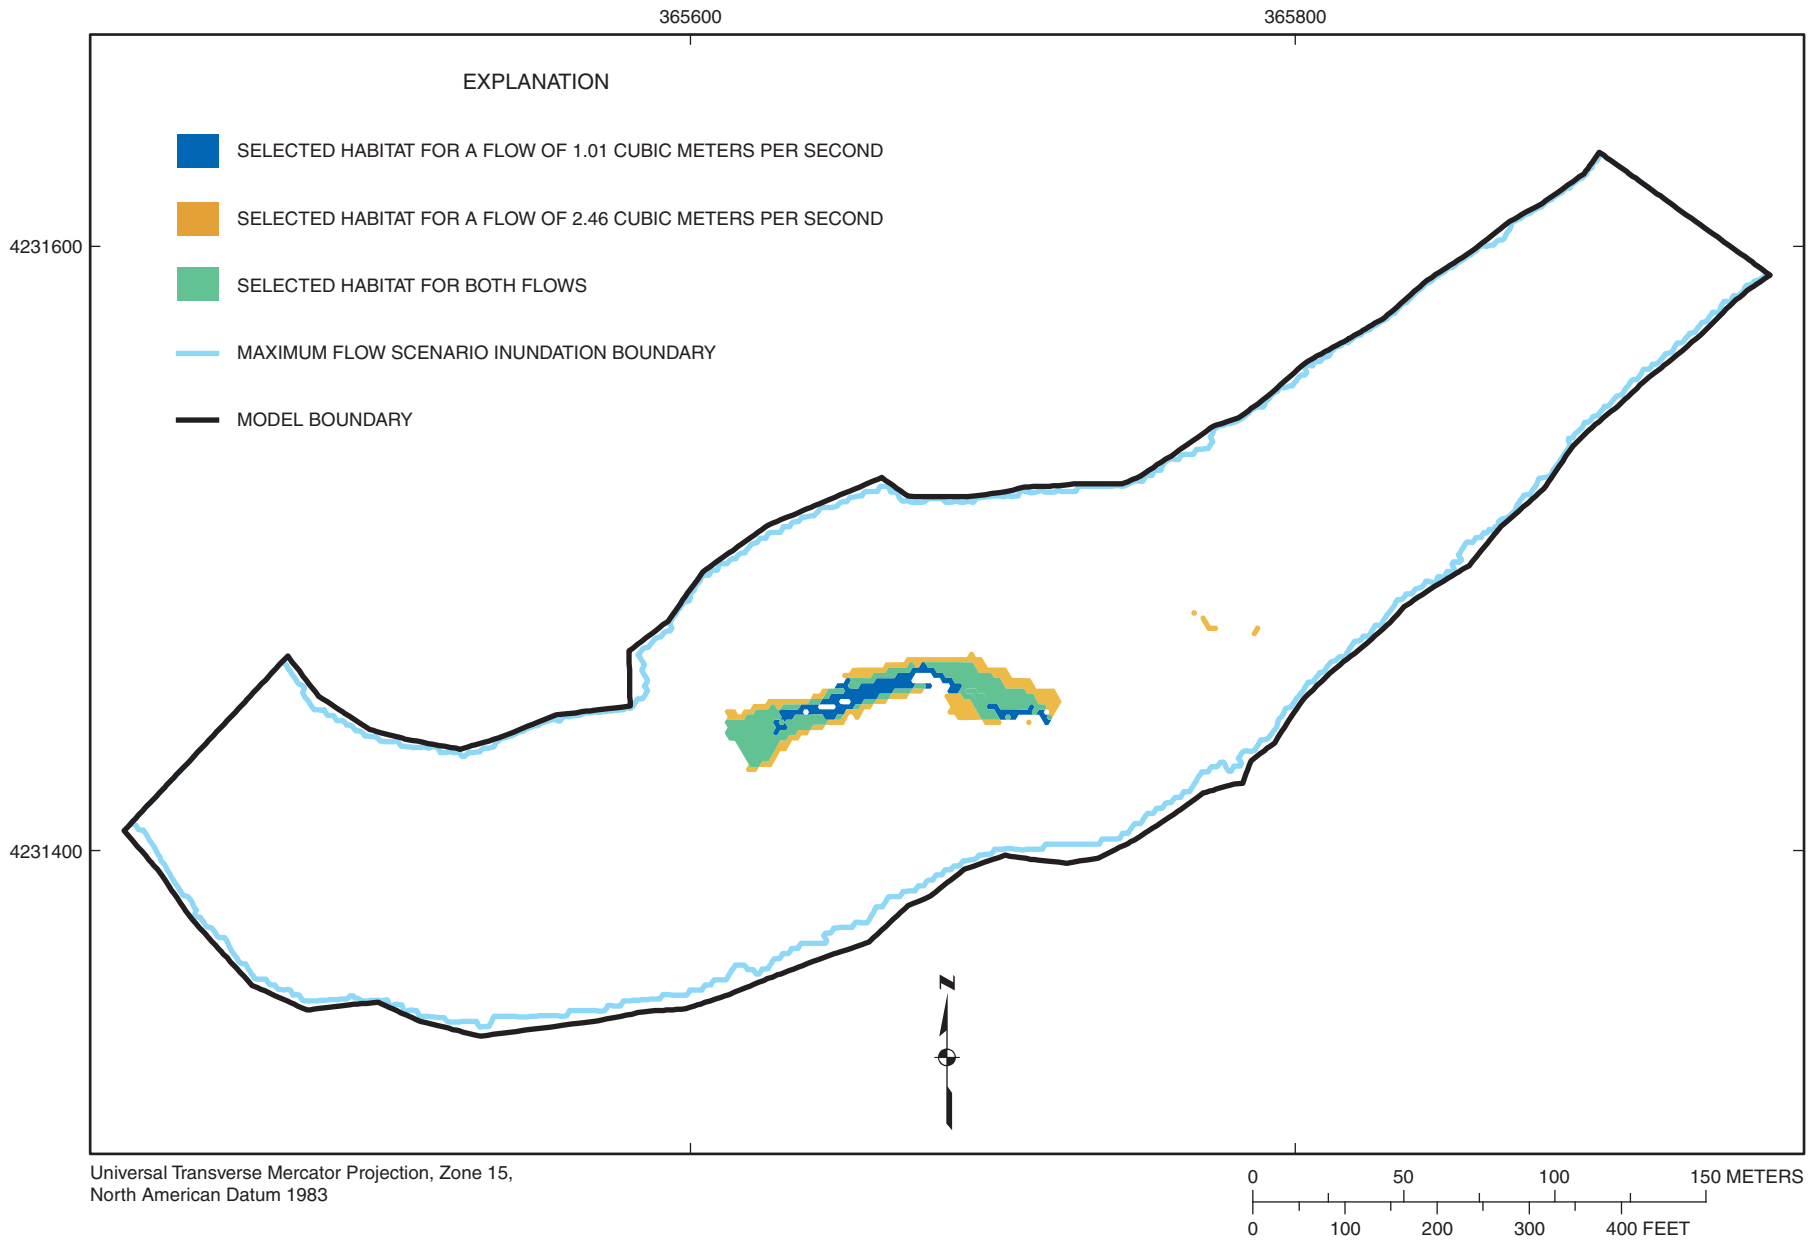 365600 365800
EXPLANATION
SELECTED HABITAT FOR A FLOW OF 1.01 CUBIC METERS PER SECOND
SELECTED HABITAT FOR A FLOW OF 2.46 CUBIC METERS PER SECOND
4231600
SELECTED HABITAT FOR BOTH FLOWS
MAXIMUM FLOW SCENARIO INUNDATION BOUNDARY
MODEL BOUNDARY
4231400
N
Universal Transverse Mercator Projection, Zone 15,
North American Datum 1983
0 50 100 150 METERS
0 100 200 300 400 FEET